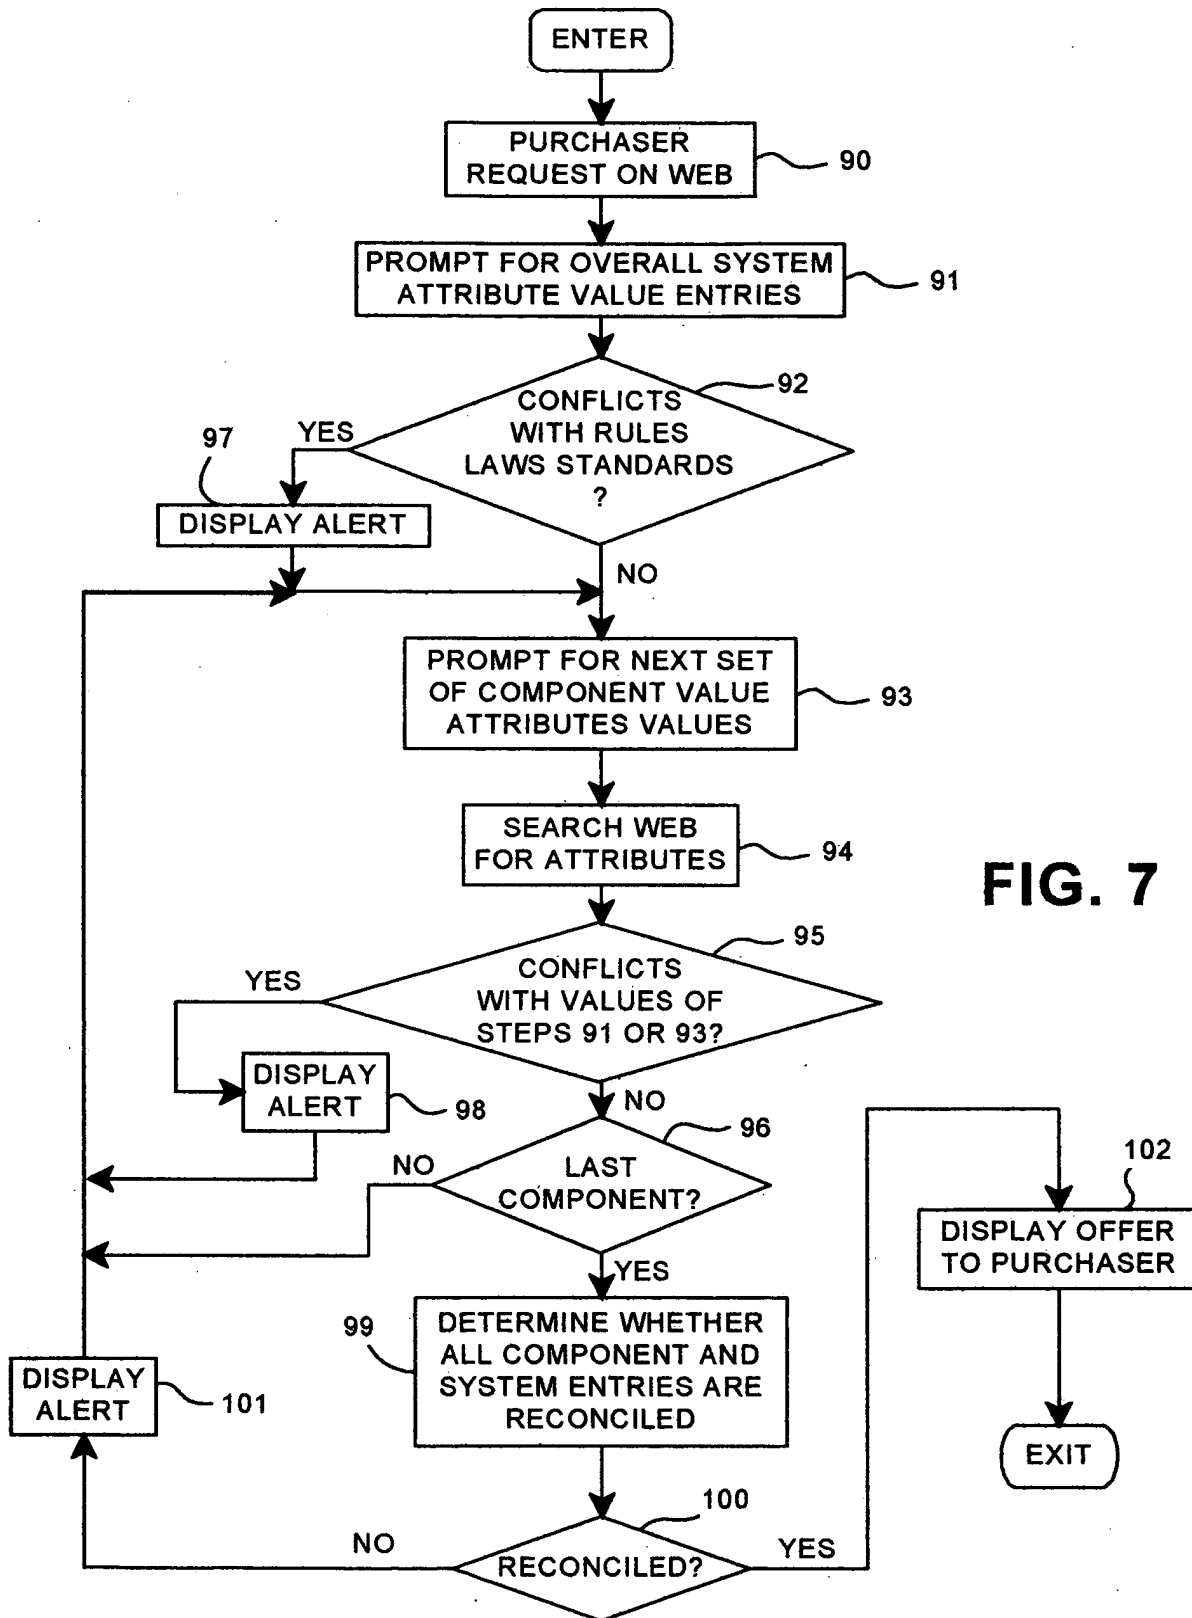 ENTER
PURCHASER
REQUEST ON WEB
90
PROMPT FOR OVERALL SYSTEM
ATTRIBUTE VALUE ENTRIES
91
CONFLICTS
WITH RULES
LAWS STANDARDS
?
92
YES
97
DISPLAY ALERT
NO
PROMPT FOR NEXT SET
OF COMPONENT VALUE
ATTRIBUTES VALUES
93
SEARCH WEB
FOR ATTRIBUTES
94
FIG. 7
CONFLICTS
WITH VALUES OF
STEPS 91 OR 93?
95
YES
DISPLAY
ALERT
98
NO
LAST
COMPONENT?
96
NO
YES
102
DISPLAY OFFER
TO PURCHASER
99
DETERMINE WHETHER
ALL COMPONENT AND
SYSTEM ENTRIES ARE
RECONCILED
DISPLAY
ALERT
101
EXIT
100
RECONCILED?
NO
YES